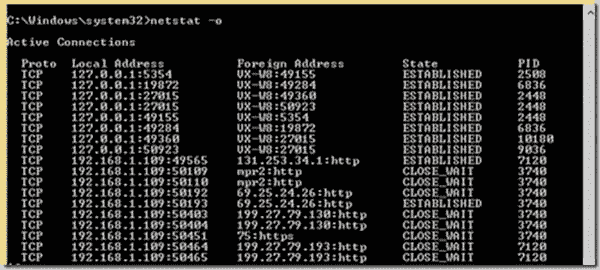 C:\Windows\system32>netstat -o
Active Connections
Proto Local Address Foreign Address State PID
TCP 127.0.0.1:5354 VX-W8:49155 ESTABLISHED 2508
TCP 127.0.0.1:19872 VX-W8:49284 ESTABLISHED 6836
TCP 127.0.0.1:27015 VX-W8:49360 ESTABLISHED 2448
TCP 127.0.0.1:27015 VX-W8:50923 ESTABLISHED 2448
TCP 127.0.0.1:49155 VX-W8:5354 ESTABLISHED 2448
TCP 127.0.0.1:49284 VX-W8:19872 ESTABLISHED 6836
TCP 127.0.0.1:49360 VX-W8:27015 ESTABLISHED 10180
TCP 127.0.0.1:50923 VX-W8:27015 ESTABLISHED 9036
TCP 192.168.1.109:49565 131.253.34.1:http ESTABLISHED 7120
TCP 192.168.1.109:50109 mpr2:http CLOSE_WAIT 3740
TCP 192.168.1.109:50110 mpr2:http CLOSE_WAIT 3740
TCP 192.168.1.109:50192 69.25.24.26:http CLOSE_WAIT 3740
TCP 192.168.1.109:50193 69.25.24.26:http ESTABLISHED 3740
TCP 192.168.1.109:50403 199.27.79.130:http CLOSE_WAIT 3740
TCP 192.168.1.109:50404 199.27.79.130:http CLOSE_WAIT 3740
TCP 192.168.1.109:50451 75:https CLOSE_WAIT 3740
TCP 192.168.1.109:50464 199.27.79.193:http CLOSE_WAIT 7120
TCP 192.168.1.109:50465 199.27.79.193:http CLOSE_WAIT 7120